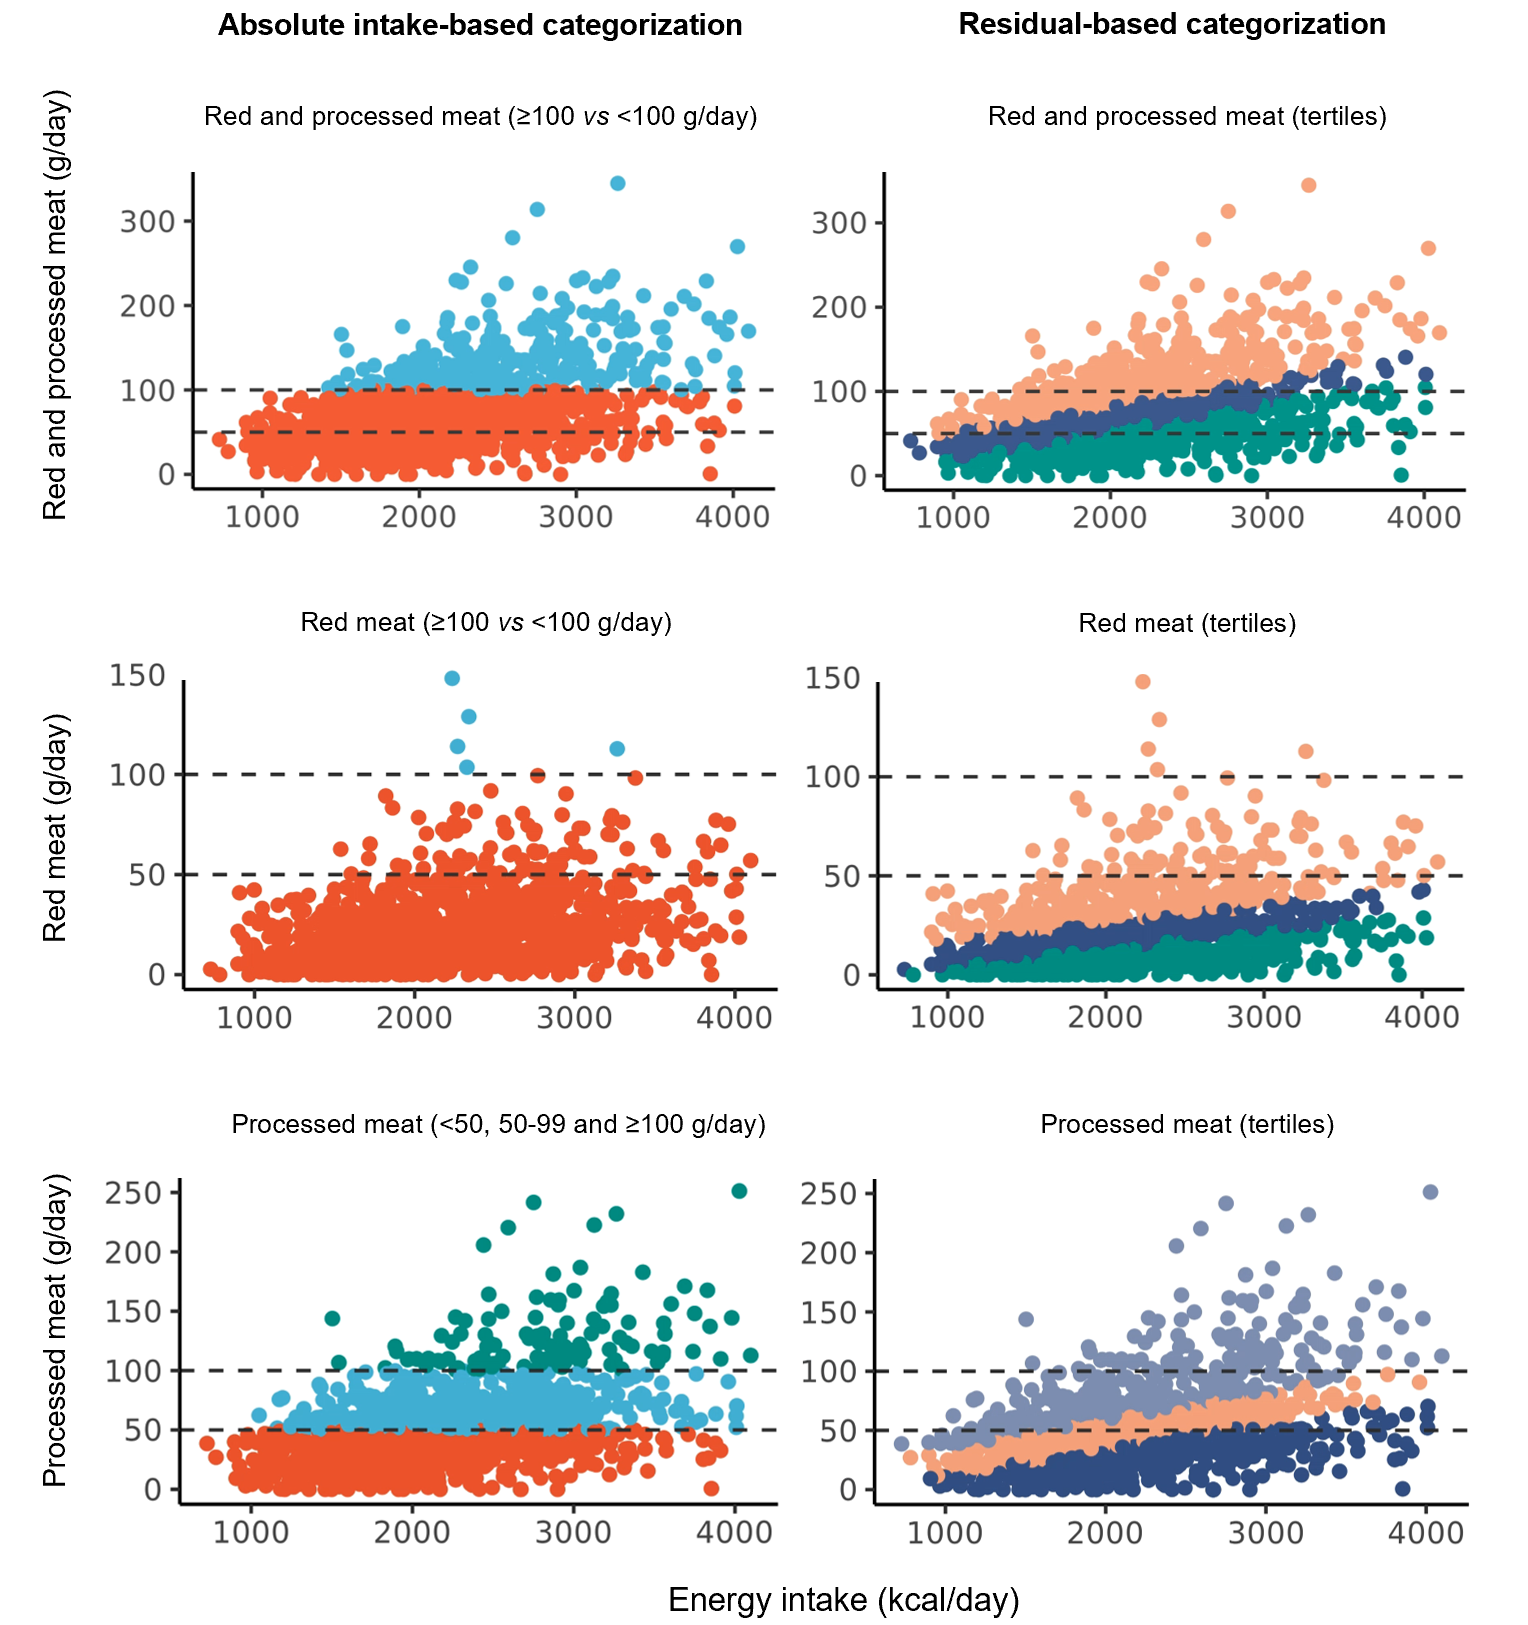 Absolute intake-based categorization
Residual-based categorization
Red and processed meat (≥100 vs <100 g/day)
Red and processed meat (tertiles)
Red and processed meat (g/day)
300
200
100
0
1000 2000 3000 4000
300
200
100
0
1000 2000 3000 4000
Red meat (≥100 vs <100 g/day)
Red meat (tertiles)
Red meat (g/day)
150
100
50
0
1000 2000 3000 4000
150
100
50
0
1000 2000 3000 4000
Processed meat (<50, 50-99 and ≥100 g/day)
Processed meat (tertiles)
Processed meat (g/day)
250
200
150
100
50
0
1000 2000 3000 4000
250
200
150
100
50
0
1000 2000 3000 4000
Energy intake (kcal/day)